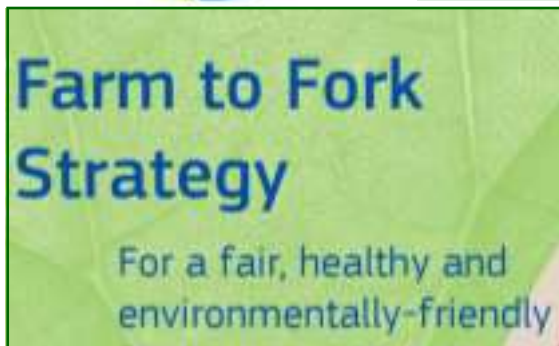 Farm to Fork
Strategy
For a fair, healthy and
environmentally-friendly